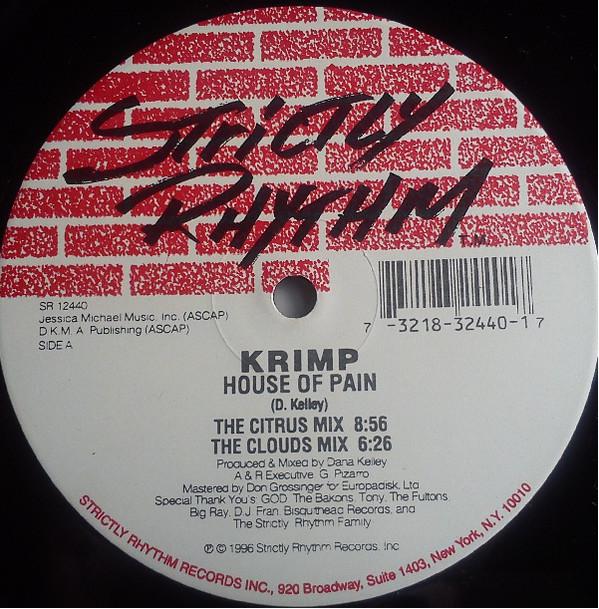 STRICTLY
RHYTHM
T.M.
SR 12440
Jessica Michael Music, Inc. (ASCAP)
D.K.M. A. Publishing (ASCAP)
SIDE A
7 -3218-32440-1 7
KRIMP
HOUSE OF PAIN
(D. Kelley)
THE CITRUS MIX 8:56
THE CLOUDS MIX 6:26
Produced & Mixed by Dana Kelley
A & R Executive G. Pizarro
Mastered by Don Grossinger for Europadisk, Ltd
Special Thank You's GOD, The Bakons, Tony, The Fultons,
Big Ray, D.J. Fran, Bisquithead Records, and
The Strictly Rhythm Family
℗ © 1996 Strictly Rhythm Records, Inc
STRICTLY RHYTHM RECORDS INC., 920 Broadway, Suite 1403, New York, N.Y. 10010